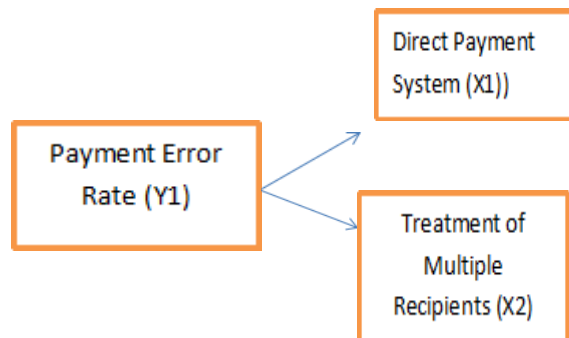 Direct Payment
System (X1))
Payment Error
Rate (Y1)
Treatment of
Multiple
Recipients (X2)